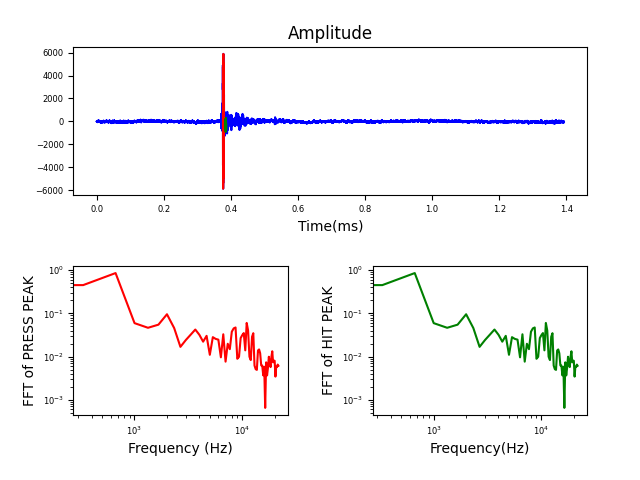 Amplitude
6000
4000
2000
0
−2000
−4000
−6000
0.0 0.2 0.4 0.6 0.8 1.0 1.2 1.4
Time(ms)
FFT of PRESS PEAK
10⁰
10⁻¹
10⁻²
10⁻³
10³ 10⁴
Frequency (Hz)
FFT of HIT PEAK
10⁰
10⁻¹
10⁻²
10⁻³
10³ 10⁴
Frequency(Hz)